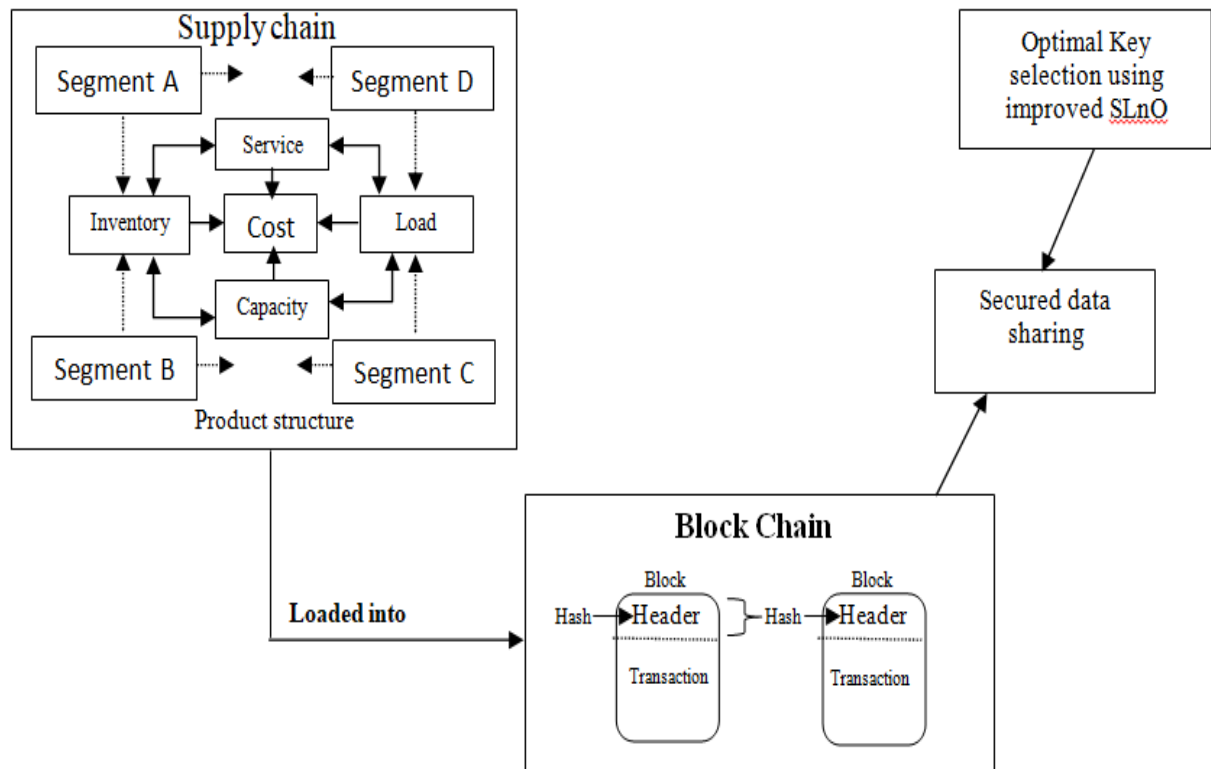 Supply chain
Segment A
Segment D
Service
Inventory
Cost
Load
Capacity
Segment B
Segment C
Product structure
Optimal Key
selection using
improved SLnO
Secured data
sharing
Loaded into
Block Chain
Block
Block
Hash
Header
Hash
Header
Transaction
Transaction